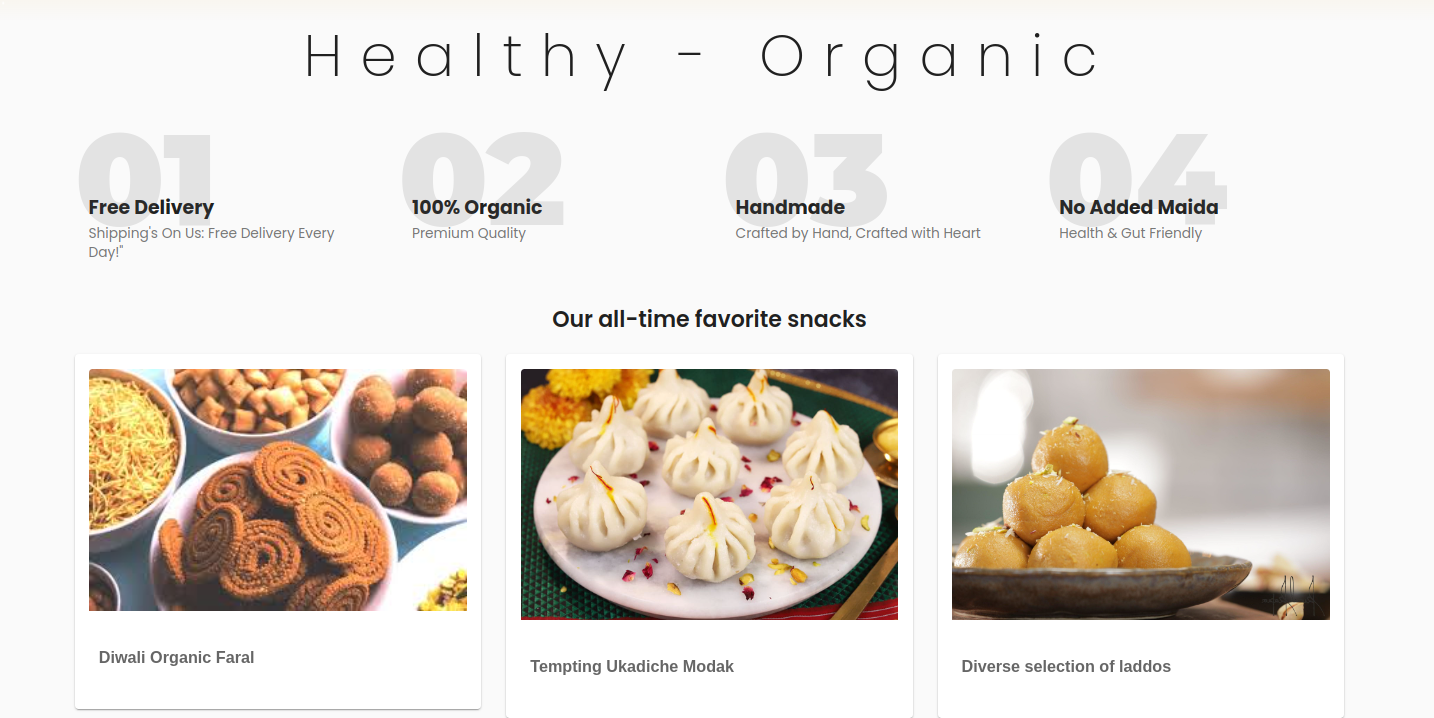 Healthy - Organic
01
02
03
04
Free Delivery
Shipping's On Us: Free Delivery Every
Day!"
100% Organic
Premium Quality
Handmade
Crafted by Hand, Crafted with Heart
No Added Maida
Health & Gut Friendly
Our all-time favorite snacks
Diwali Organic Faral
Tempting Ukadiche Modak
Diverse selection of laddos